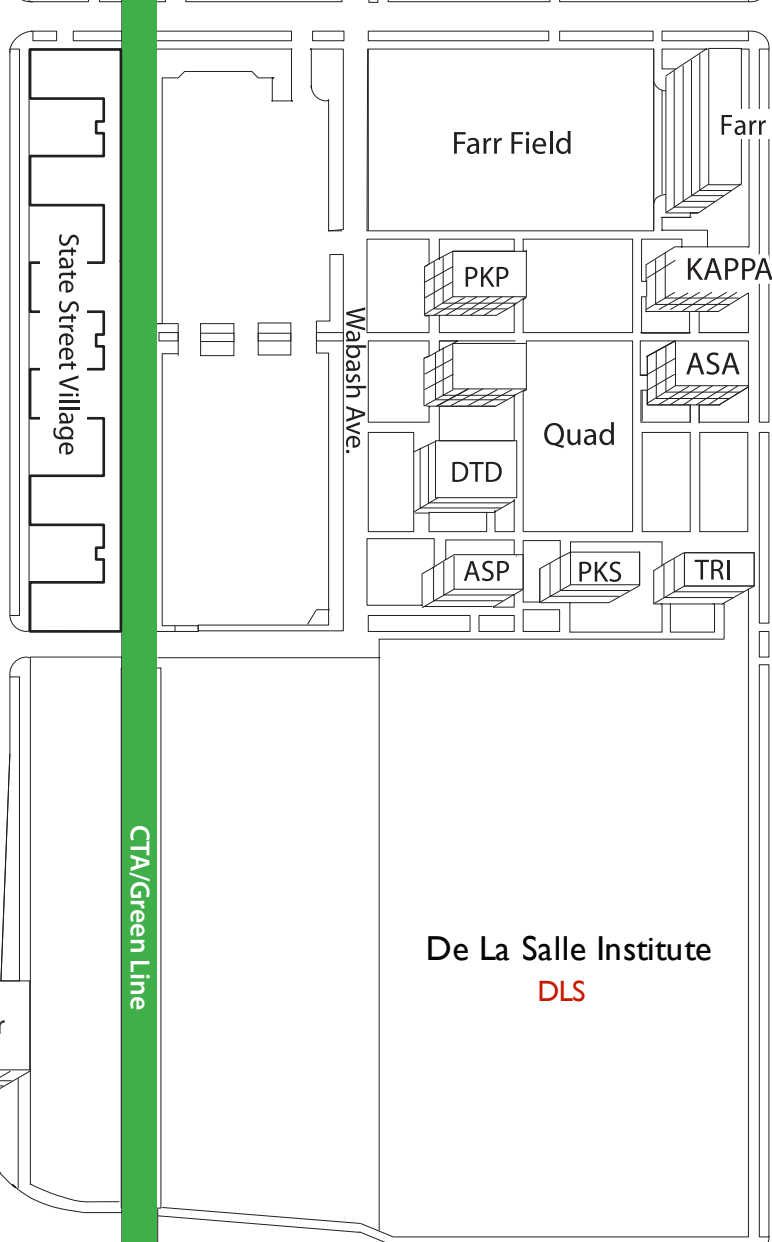 Farr Field
Farr
PKP
KAPPA
State Street Village
Wabash Ave.
ASA
Quad
DTD
ASP
PKS
TRI
CTA/Green Line
De La Salle Institute
DLS
r